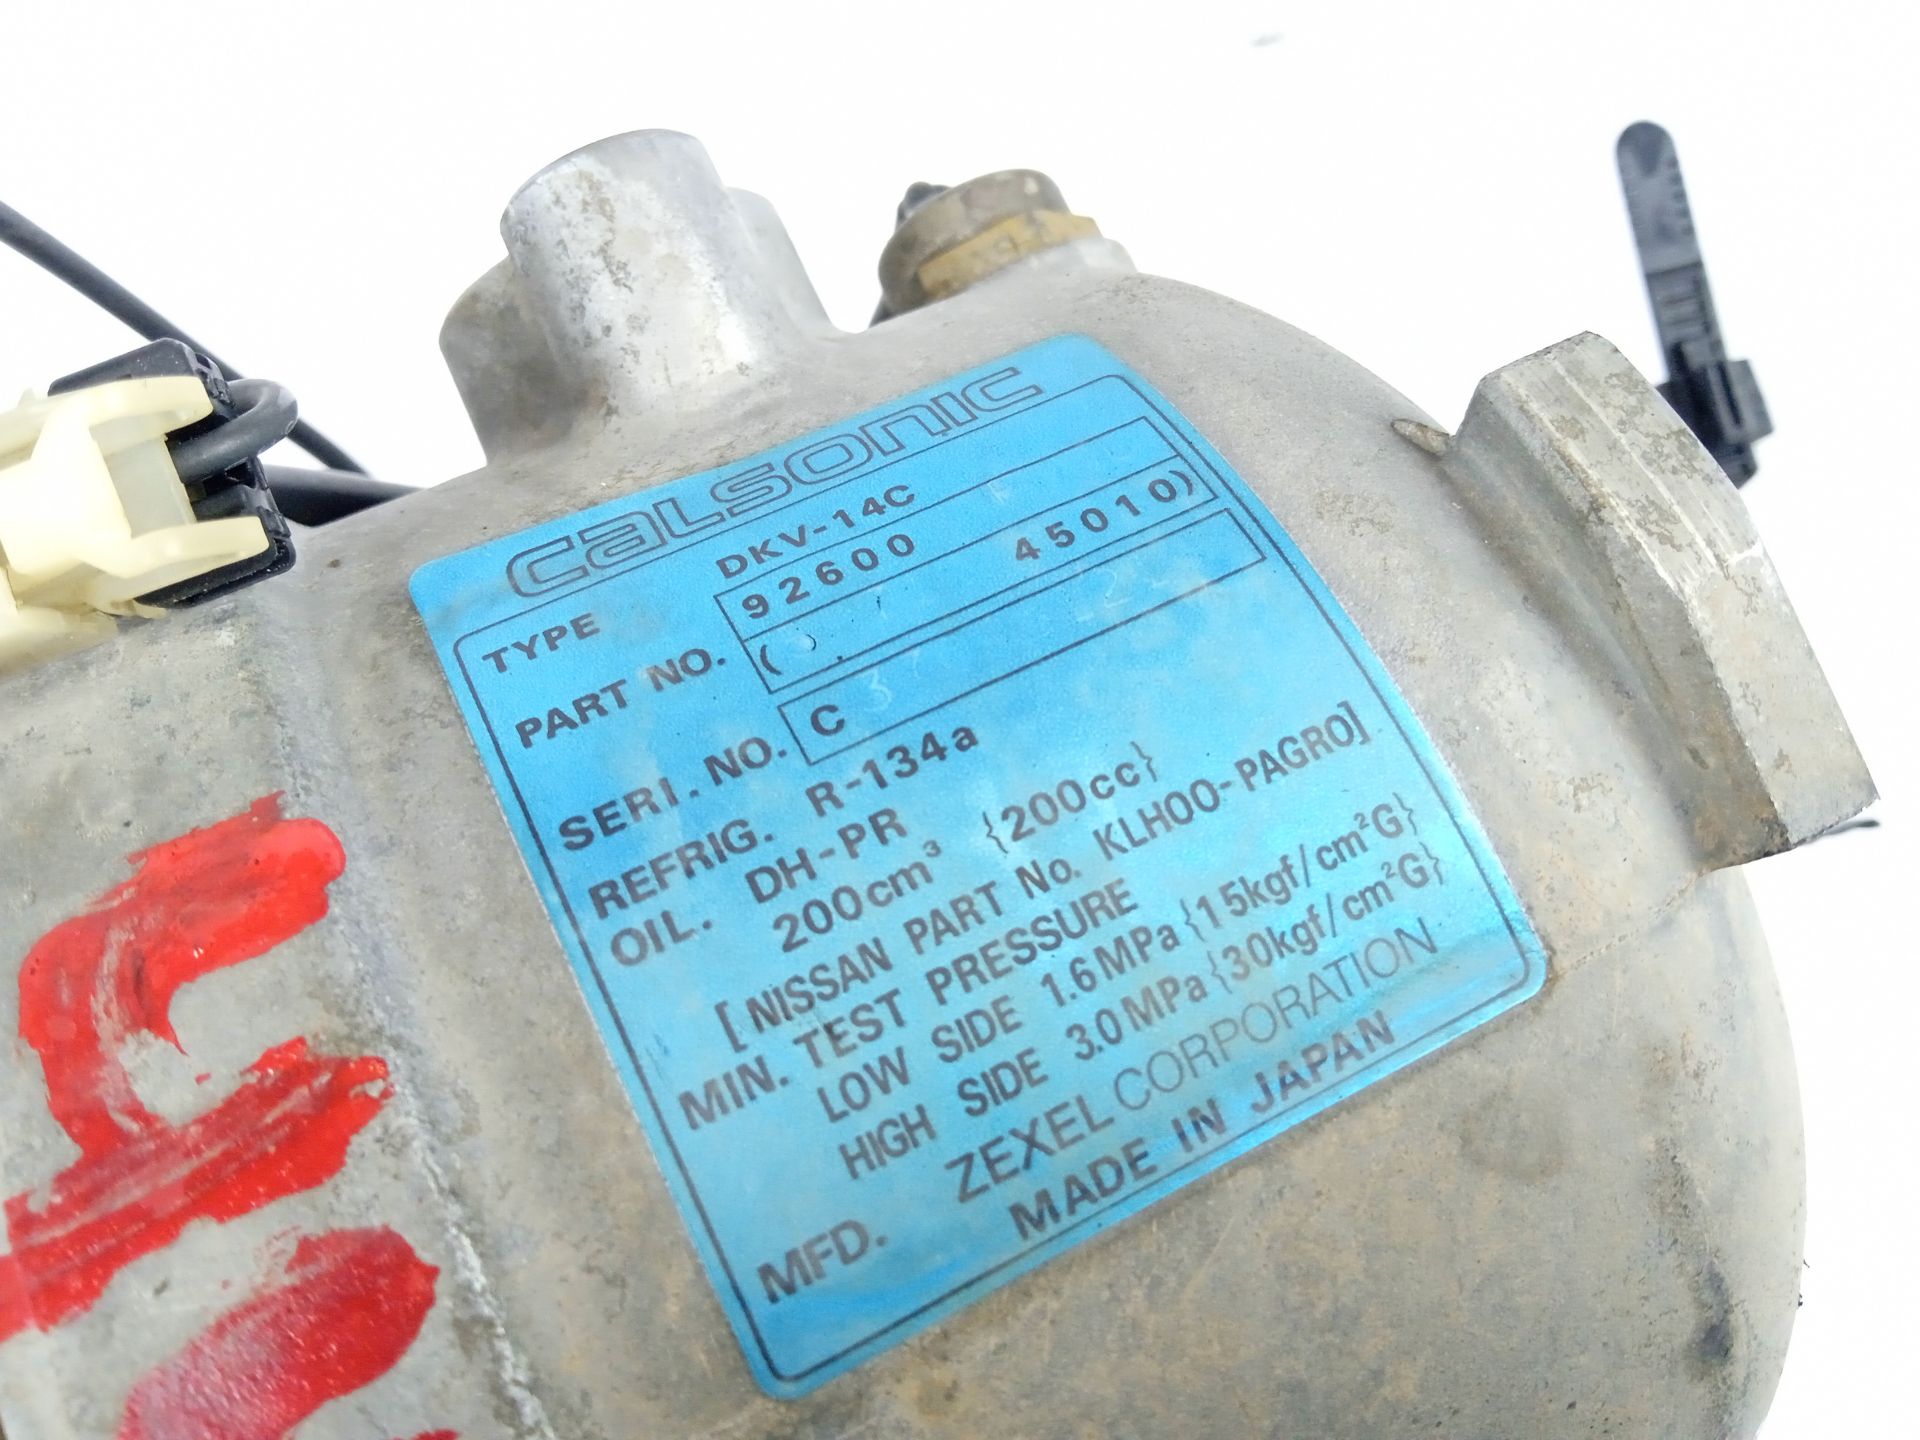 calsonic
TYPE DKV-14C
PART NO. 92600 45010)
(
SERI. NO. C
REFRIG. R-134a
OIL. DH-PR
200cm³ {200cc}
[NISSAN PART No. KLH00-PAGR0]
MIN. TEST PRESSURE
LOW SIDE 1.6MPa {15kgf/cm²G}
HIGH SIDE 3.0MPa {30kgf/cm²G}
MFD. ZEXEL CORPORATION
MADE IN JAPAN